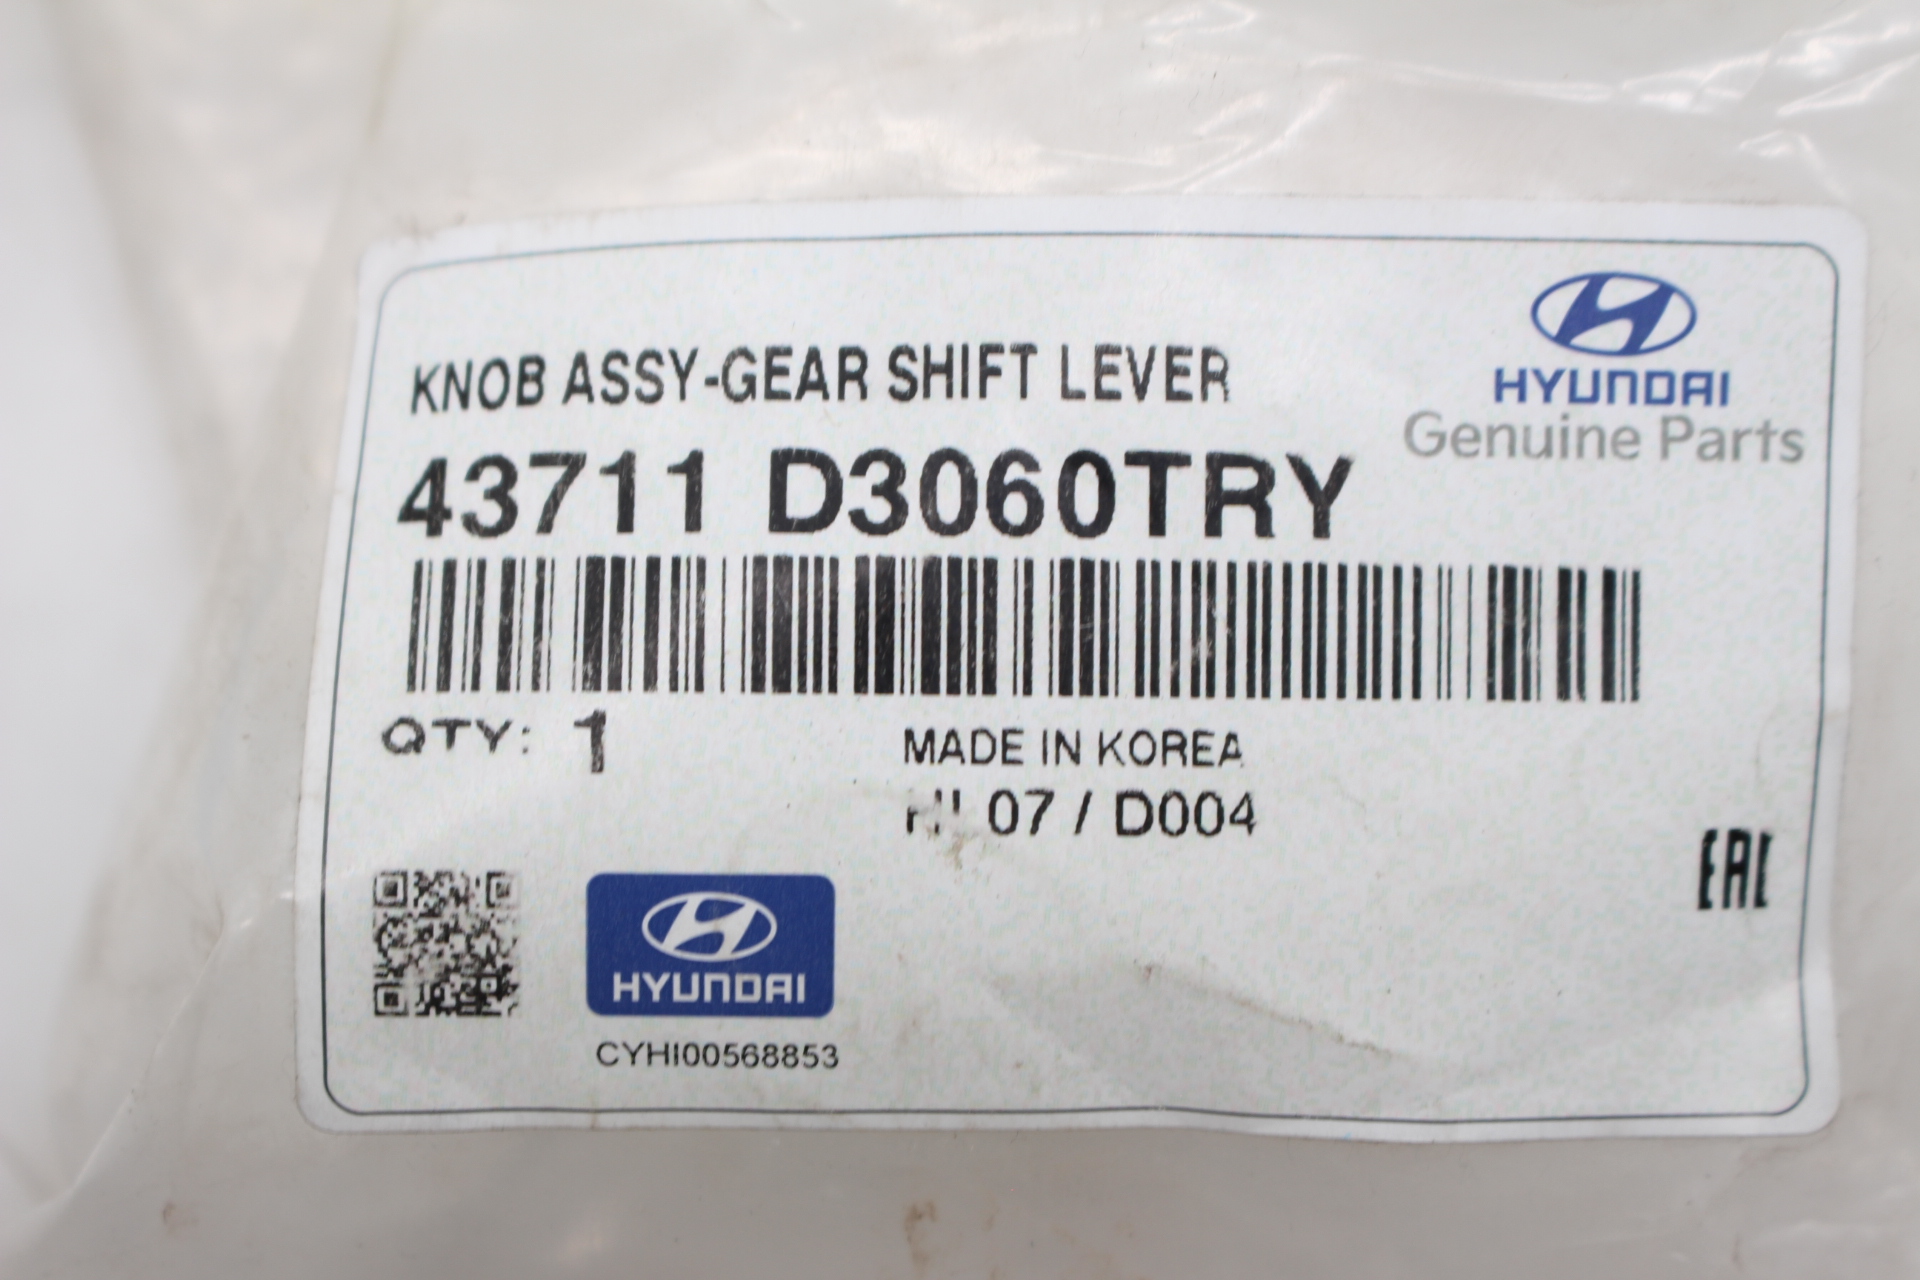 KNOB ASSY-GEAR SHIFT LEVER
HYUNDAI
Genuine Parts
43711 D3060TRY
QTY: 1
MADE IN KOREA
07 / D004
EAC
HYUNDAI
CYHI00568853